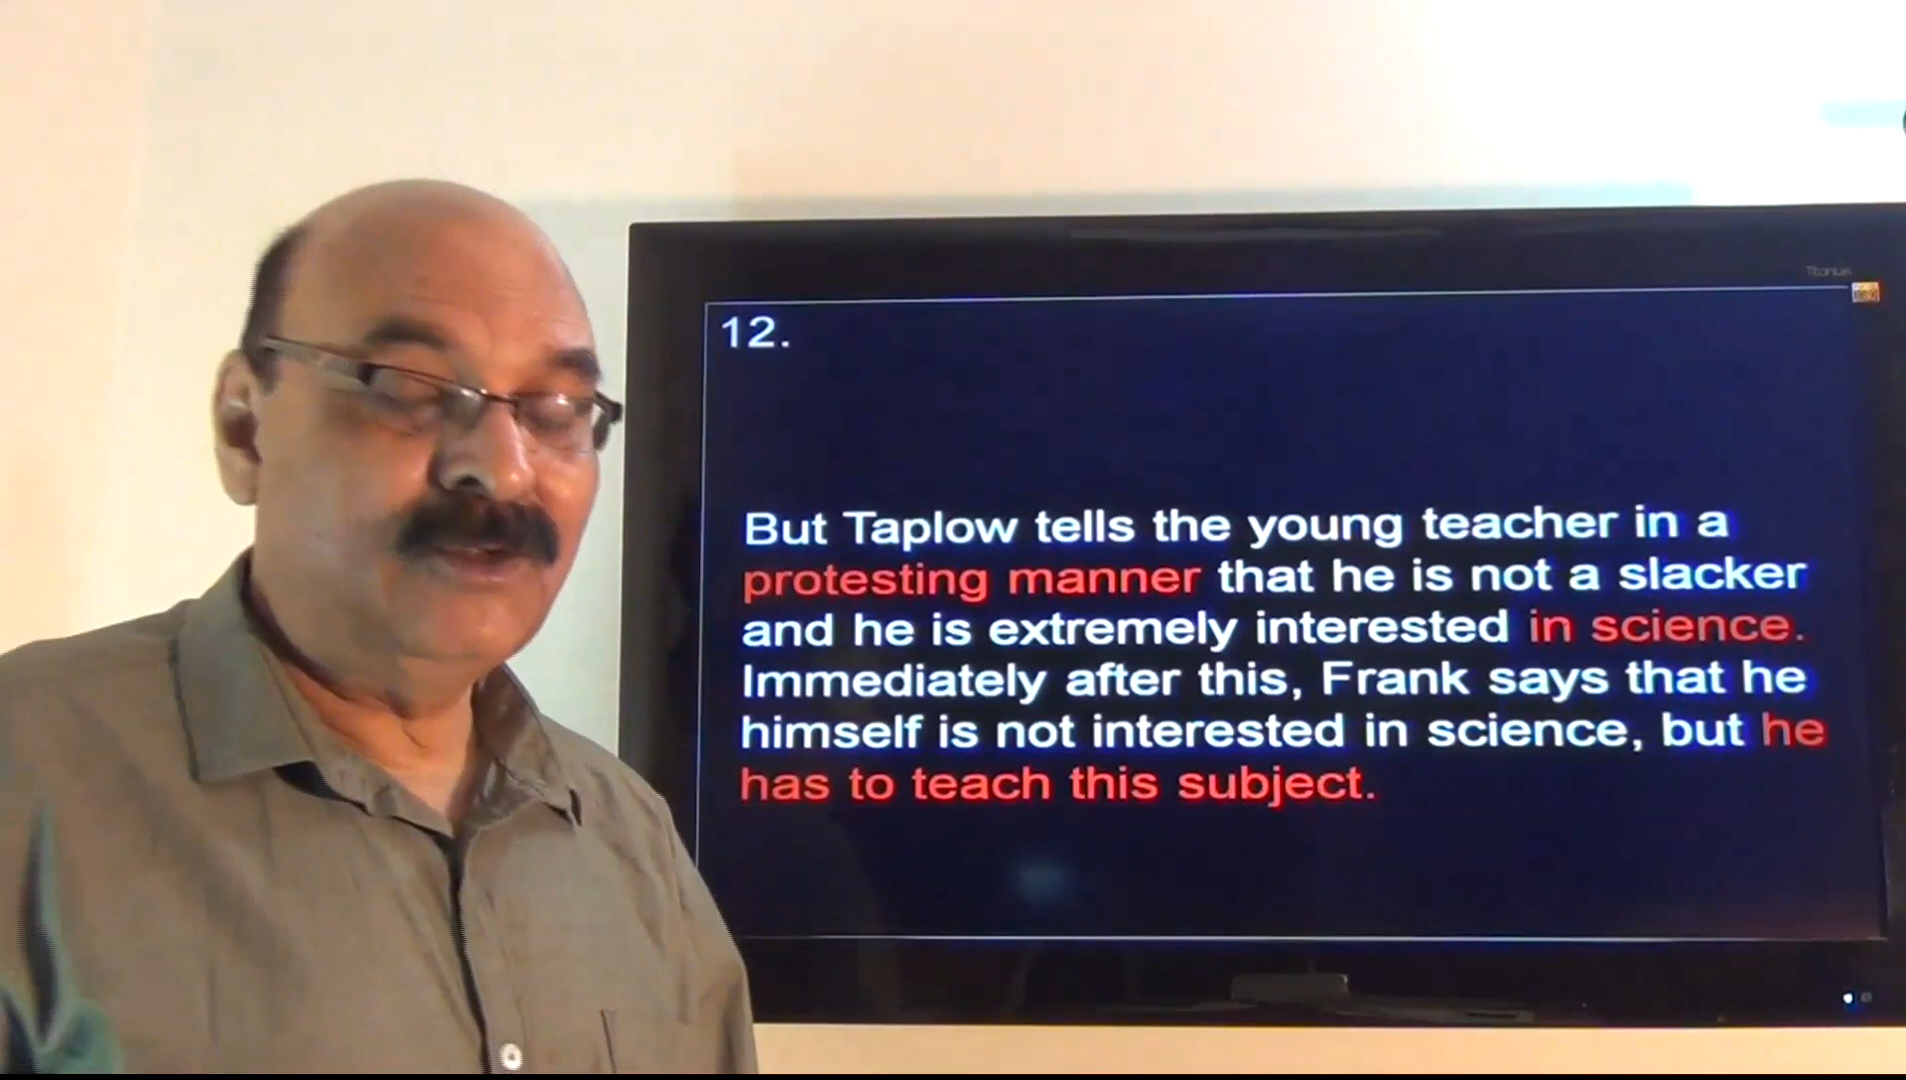 Titanus
12.
But Taplow tells the young teacher in a
protesting manner that he is not a slacker
and he is extremely interested in science.
Immediately after this, Frank says that he
himself is not interested in science, but he
has to teach this subject.